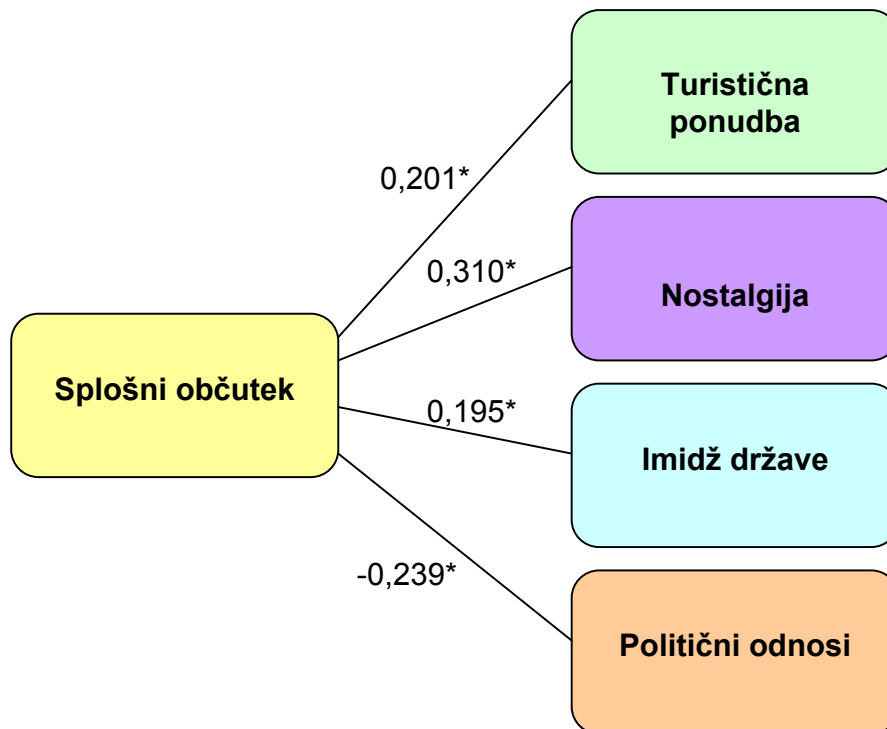 Turistična
ponudba
0,201*
0,310*
Nostalgija
Splošni občutek
0,195*
Imidž države
-0,239*
Politični odnosi